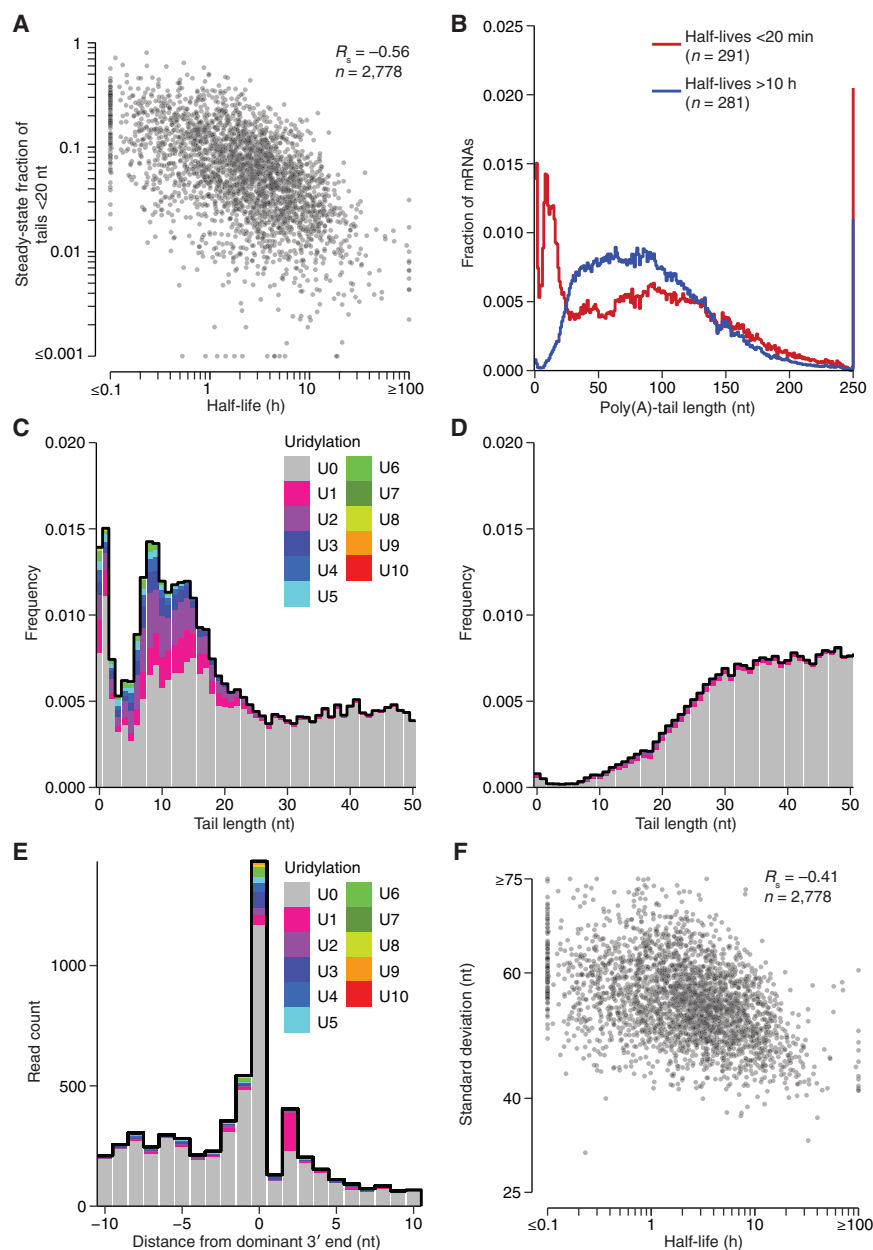 A
Steady-state fraction of
tails <20 nt
1
0.1
0.01
≤0.001
Rs = –0.56
n = 2,778
≤0.1
1
10
≥100
Half-life (h)
B
Fraction of mRNAs
0.025
0.020
0.015
0.010
0.005
0.000
Half-lives <20 min
(n = 291)
Half-lives >10 h
(n = 281)
0
50
100
150
200
250
Poly(A)-tail length (nt)
C
Frequency
0.020
0.015
0.010
0.005
0.000
Uridylation
U0
U1
U2
U3
U4
U5
U6
U7
U8
U9
U10
0
10
20
30
40
50
Tail length (nt)
D
Frequency
0.020
0.015
0.010
0.005
0.000
0
10
20
30
40
50
Tail length (nt)
E
Read count
1000
500
0
Uridylation
U0
U1
U2
U3
U4
U5
U6
U7
U8
U9
U10
−10
−5
0
5
10
Distance from dominant 3′ end (nt)
F
Standard deviation (nt)
≥75
60
40
25
Rs = –0.41
n = 2,778
≤0.1
1
10
≥100
Half-life (h)